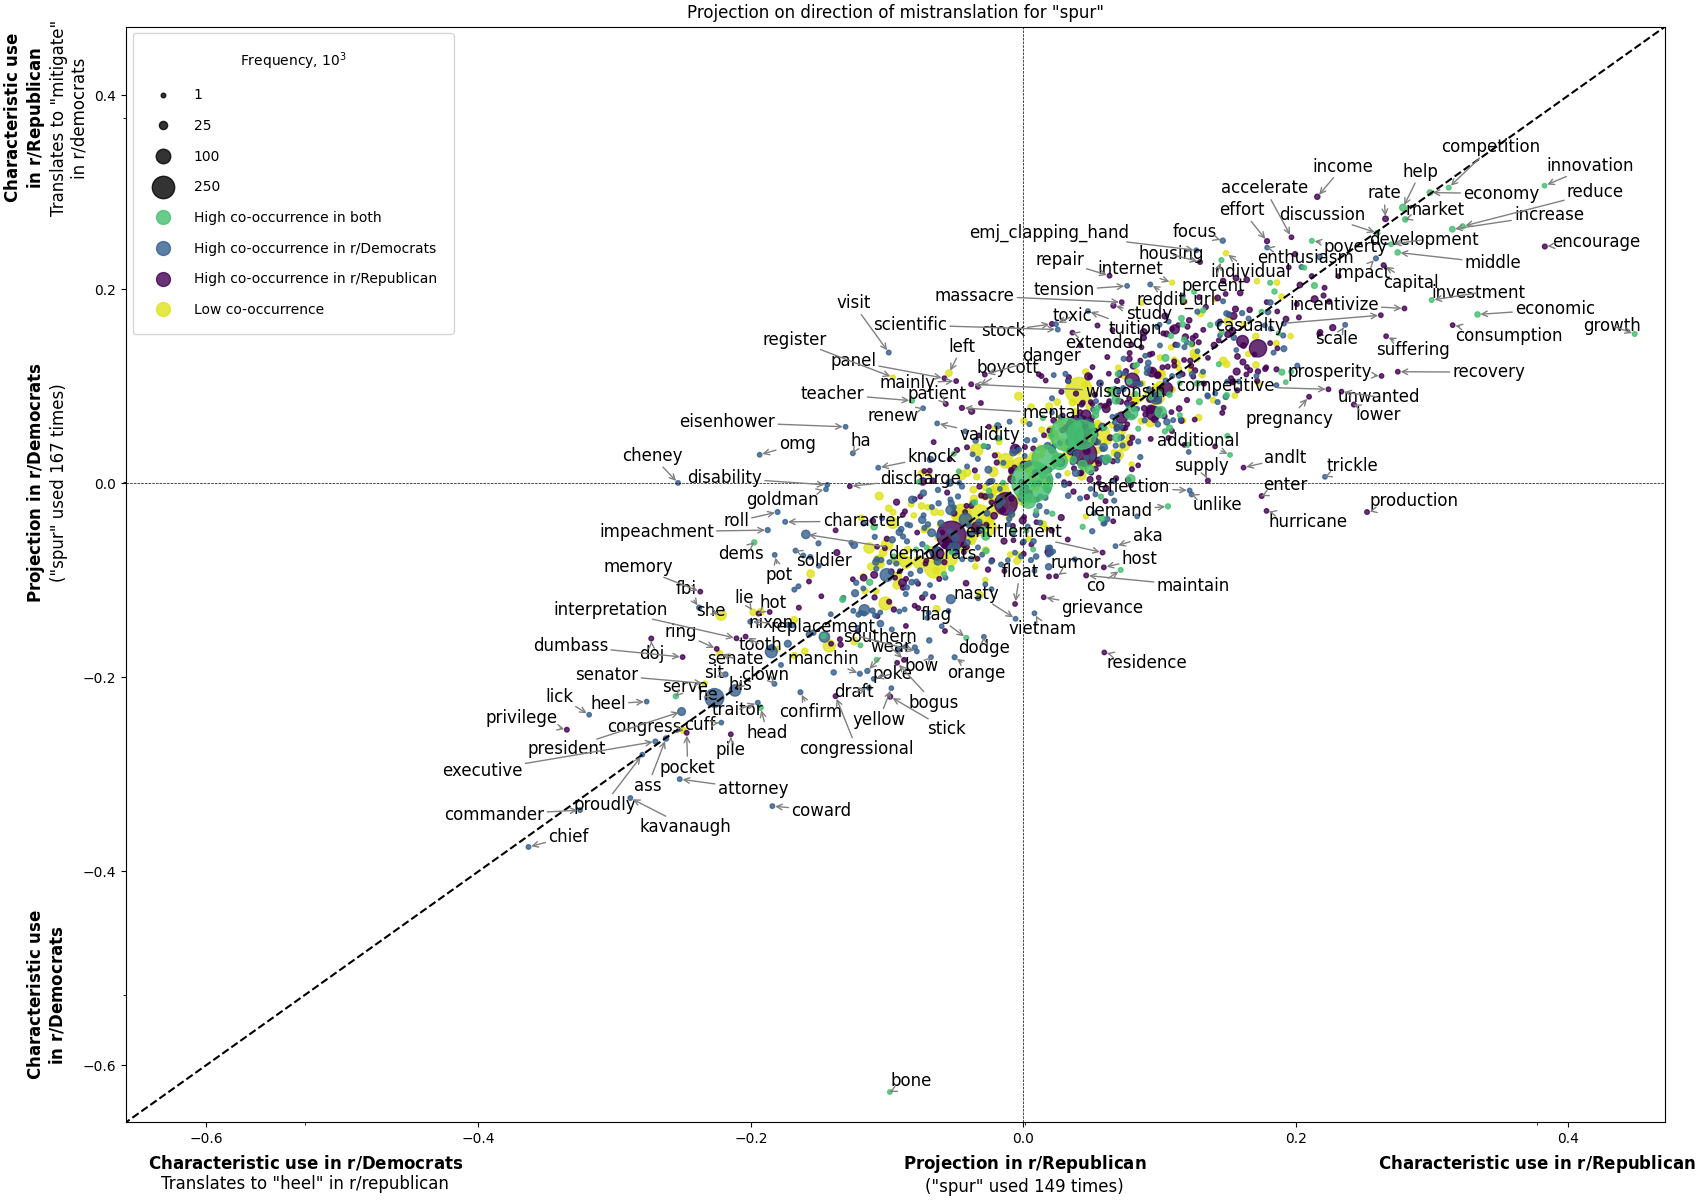 Projection on direction of mistranslation for "spur"
Characteristic use
in r/Republican
Translates to "mitigate"
in r/democrats
Projection in r/Democrats
("spur" used 167 times)
Characteristic use
in r/Democrats
Frequency, 10^3
1
25
100
250
High co-occurrence in both
High co-occurrence in r/Democrats
High co-occurrence in r/Republican
Low co-occurrence
0.4
0.2
0.0
−0.2
−0.4
−0.6
competition
income
help
innovation
accelerate
rate
economy
reduce
effort
discussion
market
increase
emj_clapping_hand
focus
poverty
development
encourage
repair
housing
enthusiasm
internet
individual
impact
middle
tension
percent
capital
massacre
reddit_url
incentivize
investment
visit
scientific
stock
toxic
study
tuition
casualty
economic
growth
register
left
extended
scale
consumption
panel
danger
suffering
boycott
mainly
prosperity
recovery
teacher
patient
wisconsin
competitive
unwanted
renew
mental
pregnancy
lower
eisenhower
validity
omg
ha
additional
cheney
knock
andlt
disability
discharge
supply
trickle
goldman
reflection
enter
unlike
production
roll
character
demand
hurricane
impeachment
entitlement
aka
dems
soldier
democrats
host
memory
pot
float
rumor
fbi
co
maintain
lie
hot
nasty
interpretation
she
grievance
nixon
replacement
flag
vietnam
ring
dumbass
tooth
southern
doj
senate
manchin
wear
dodge
residence
senator
sit
clown
poke
bow
orange
serve
his
lick
heel
he
draft
bogus
privilege
traitor
confirm
yellow
congress
cuff
head
stick
president
pile
congressional
executive
pocket
ass
attorney
commander
proudly
coward
kavanaugh
chief
bone
−0.6
−0.4
−0.2
0.0
0.2
0.4
Characteristic use in r/Democrats
Translates to "heel" in r/republican
Projection in r/Republican
("spur" used 149 times)
Characteristic use in r/Republican